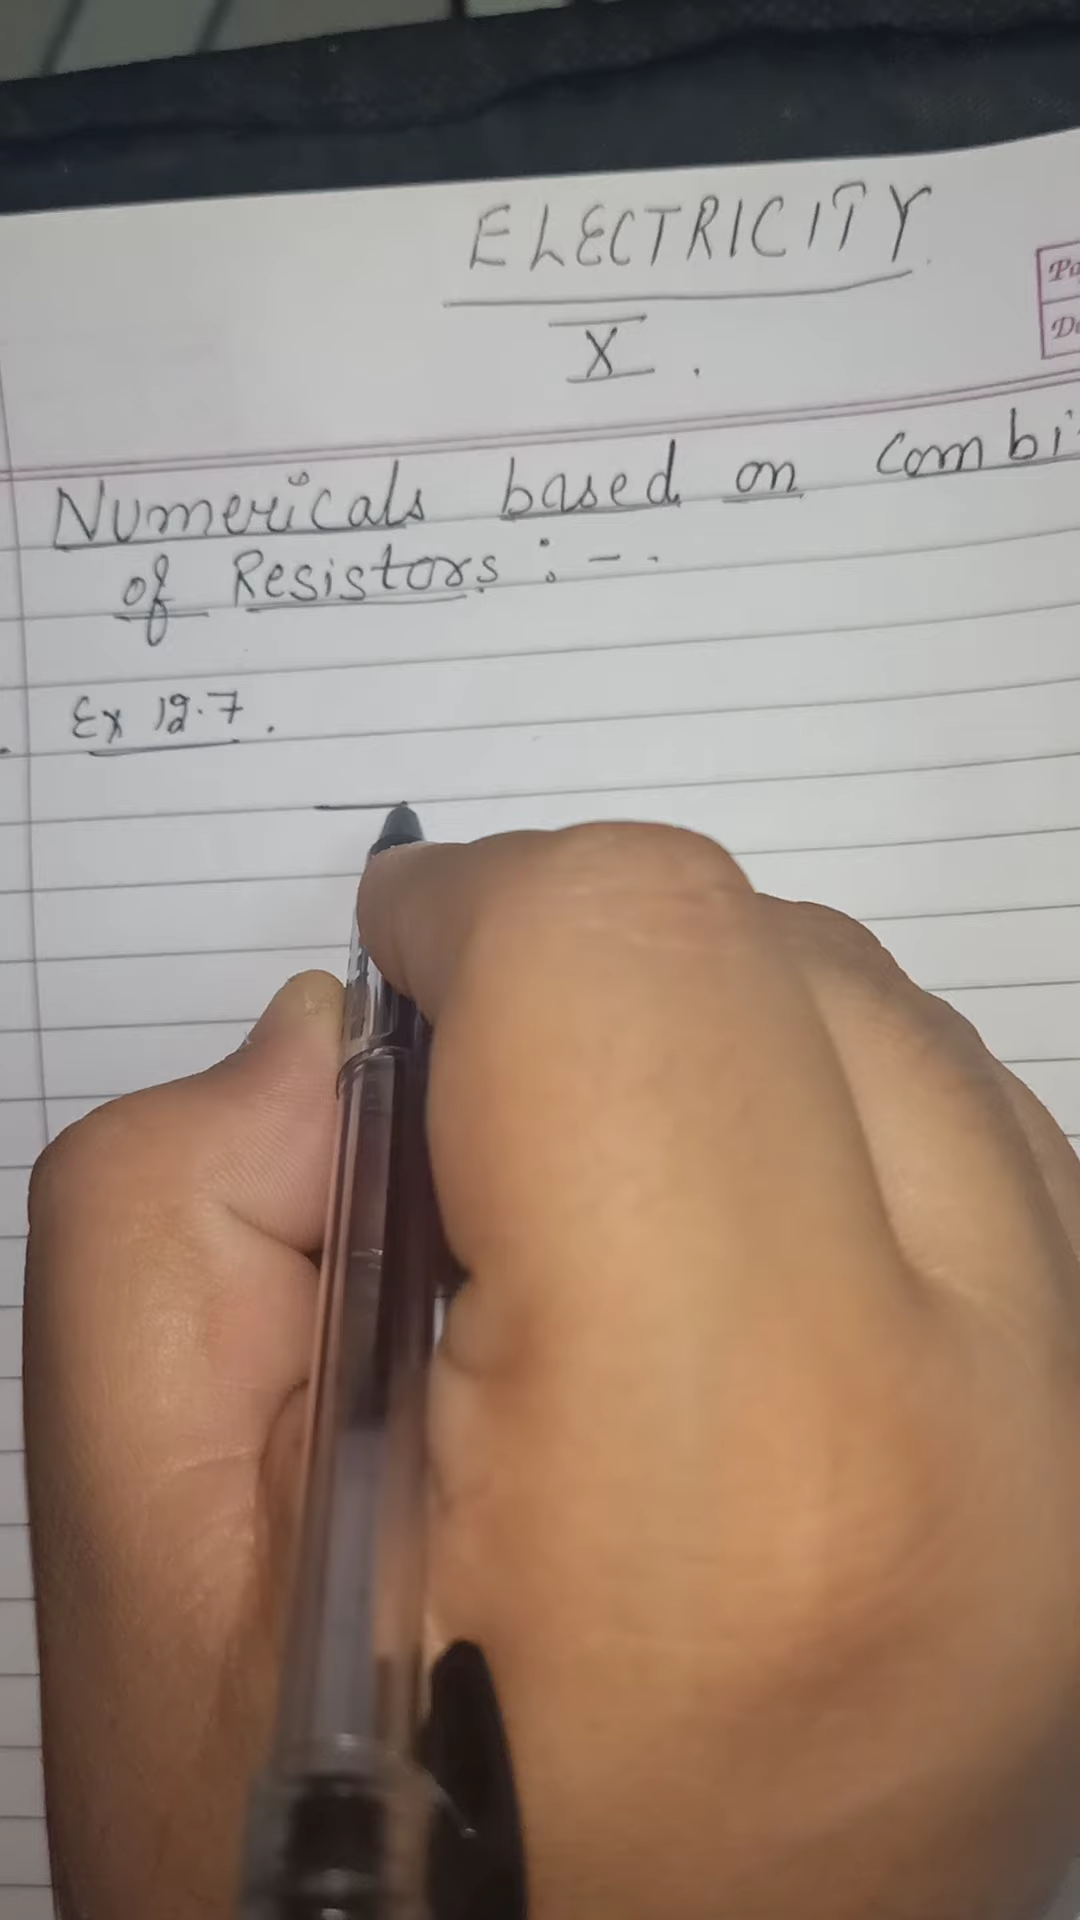 ELECTRICITY
X.
Numericals based on combi
of Resistors :-.
Ex 12.7.